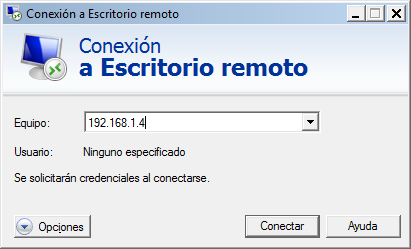 Conexión a Escritorio remoto
Conexión
a Escritorio remoto
Equipo: 192.168.1.4
Usuario: Ninguno especificado
Se solicitarán credenciales al conectarse.
Opciones Conectar Ayuda